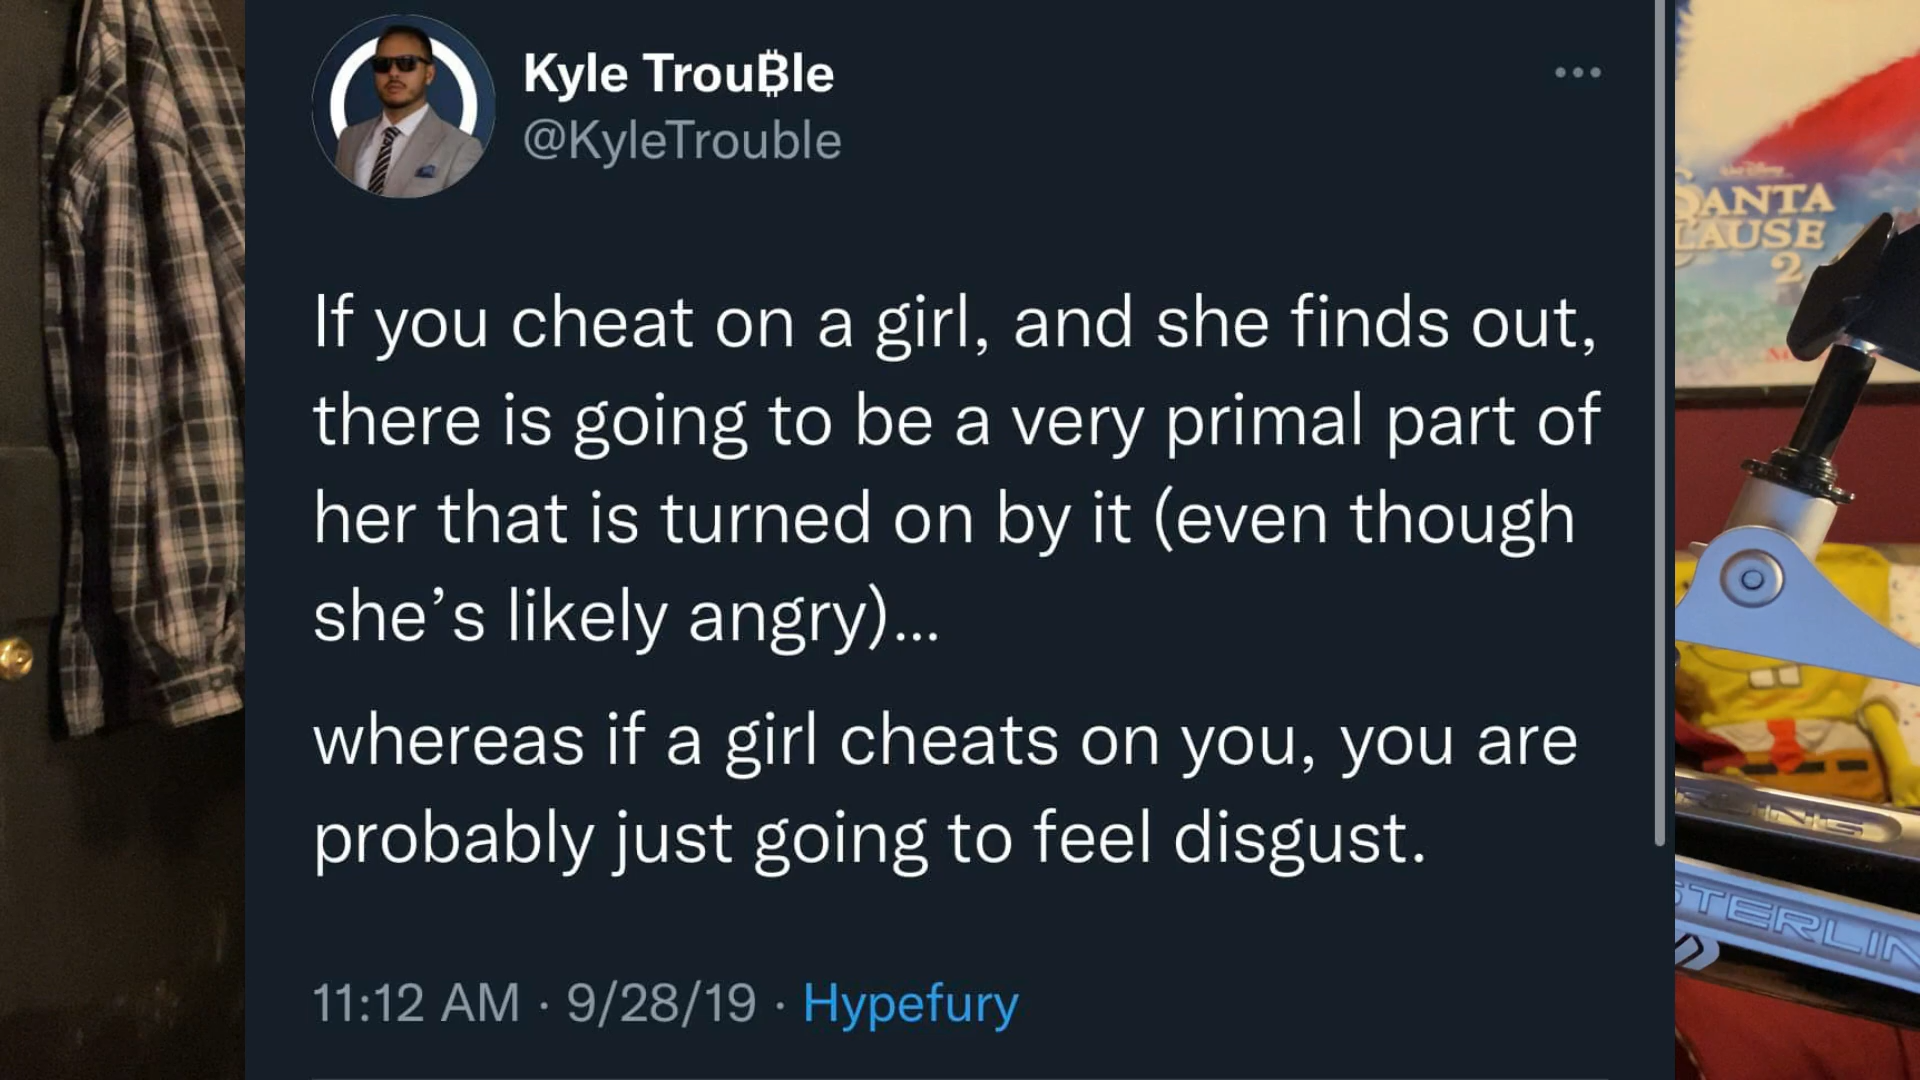 Kyle Trou₿le
@KyleTrouble
If you cheat on a girl, and she finds out,
there is going to be a very primal part of
her that is turned on by it (even though
she’s likely angry)...
whereas if a girl cheats on you, you are
probably just going to feel disgust.
11:12 AM · 9/28/19 · Hypefury
Walt Disney
SANTA
CLAUSE
2
STERLIN